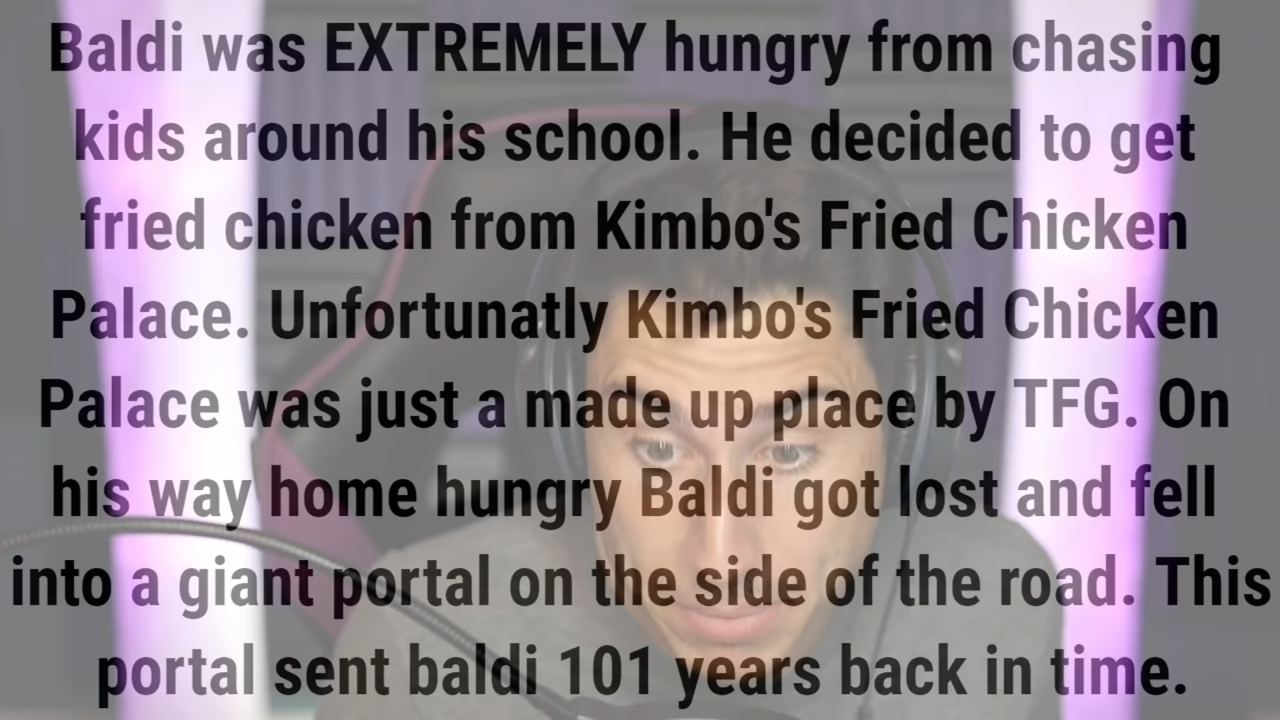 Baldi was EXTREMELY hungry from chasing
kids around his school. He decided to get
fried chicken from Kimbo's Fried Chicken
Palace. Unfortunatly Kimbo's Fried Chicken
Palace was just a made up place by TFG. On
his way home hungry Baldi got lost and fell
into a giant portal on the side of the road. This
portal sent baldi 101 years back in time.